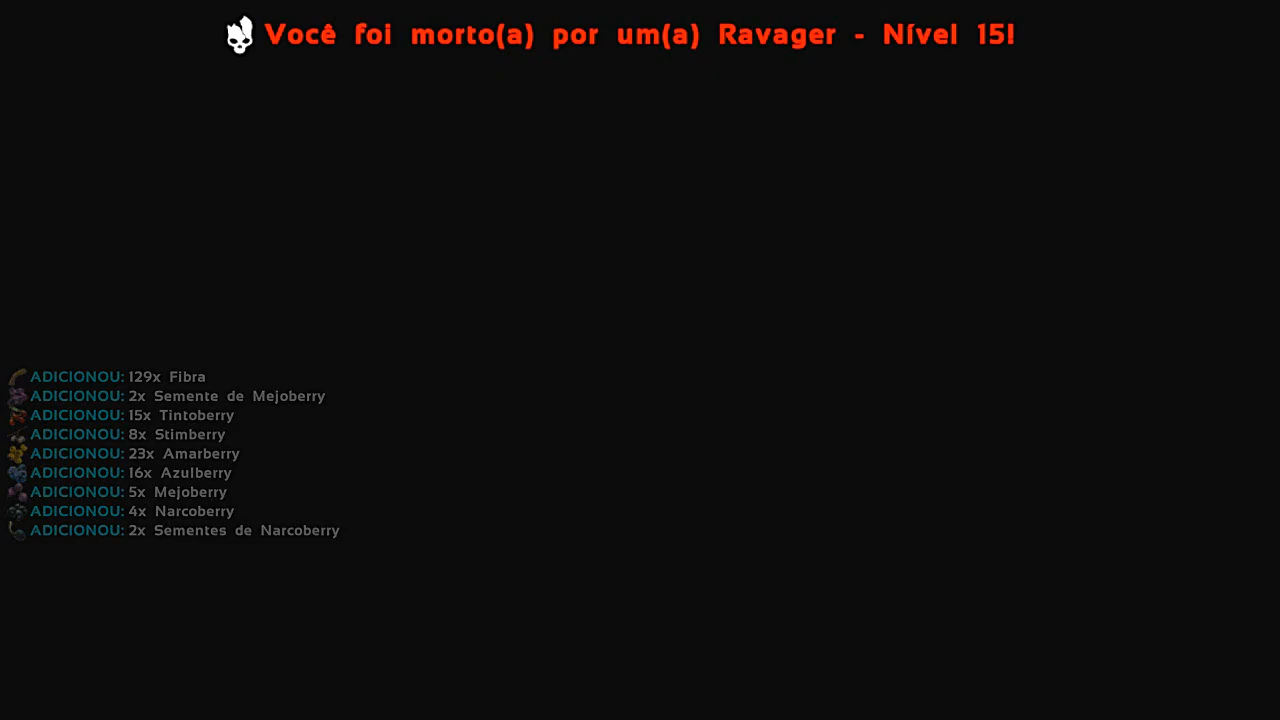 Você foi morto(a) por um(a) Ravager - Nível 15!
ADICIONOU: 129x Fibra
ADICIONOU: 2x Semente de Mejoberry
ADICIONOU: 15x Tintoberry
ADICIONOU: 8x Stimberry
ADICIONOU: 23x Amarberry
ADICIONOU: 16x Azulberry
ADICIONOU: 5x Mejoberry
ADICIONOU: 4x Narcoberry
ADICIONOU: 2x Sementes de Narcoberry